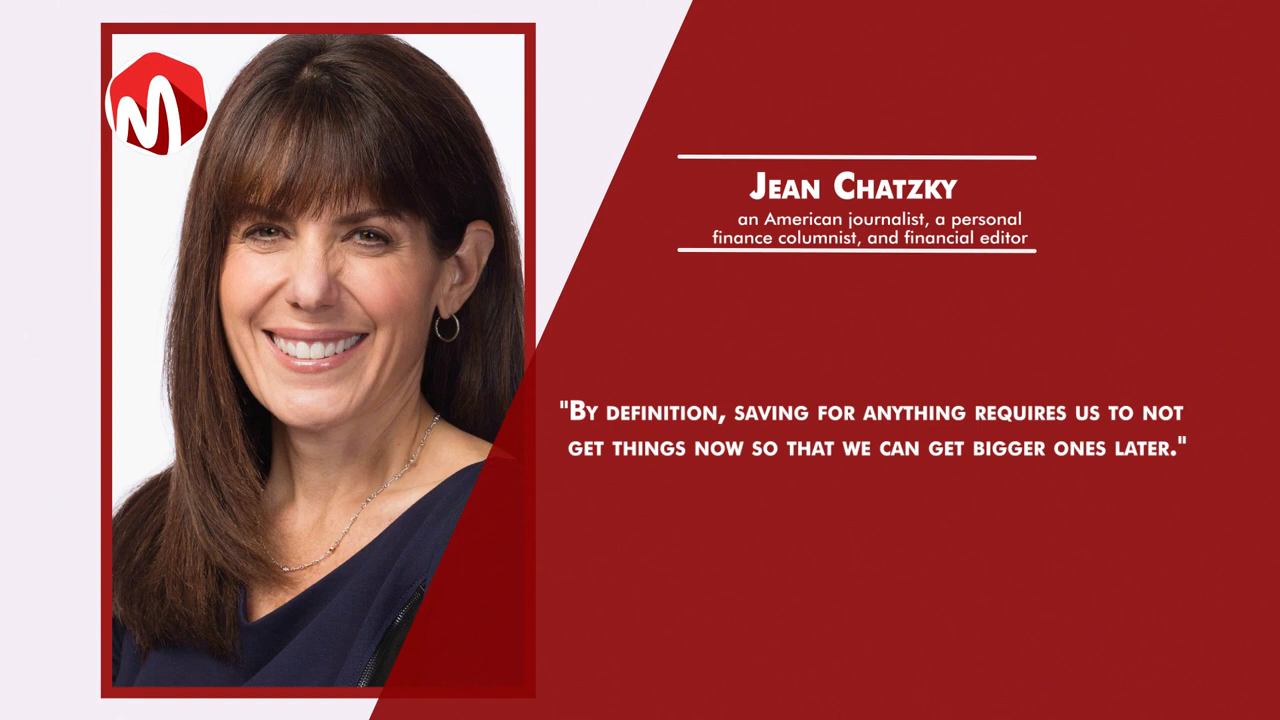 M
Jean Chatzky
an American journalist, a personal
finance columnist, and financial editor
"By definition, saving for anything requires us to not
get things now so that we can get bigger ones later."